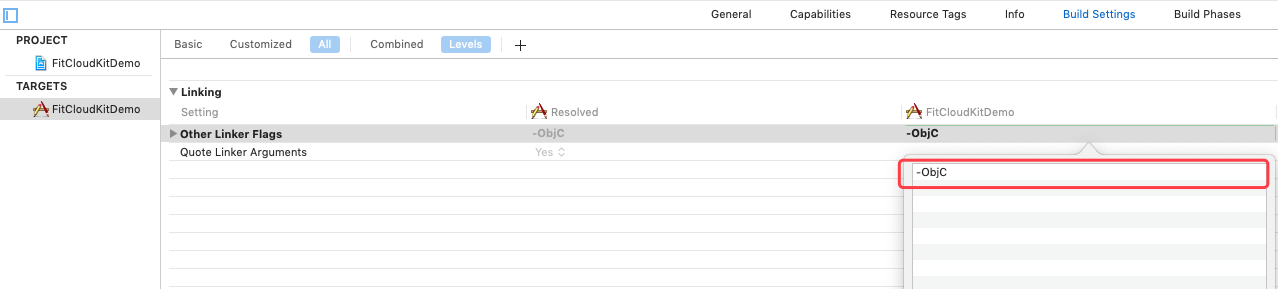 General Capabilities Resource Tags Info Build Settings Build Phases
PROJECT
FitCloudKitDemo
TARGETS
FitCloudKitDemo
Basic Customized All Combined Levels +
Linking
Setting Resolved FitCloudKitDemo
Other Linker Flags -ObjC -ObjC
Quote Linker Arguments Yes
-ObjC